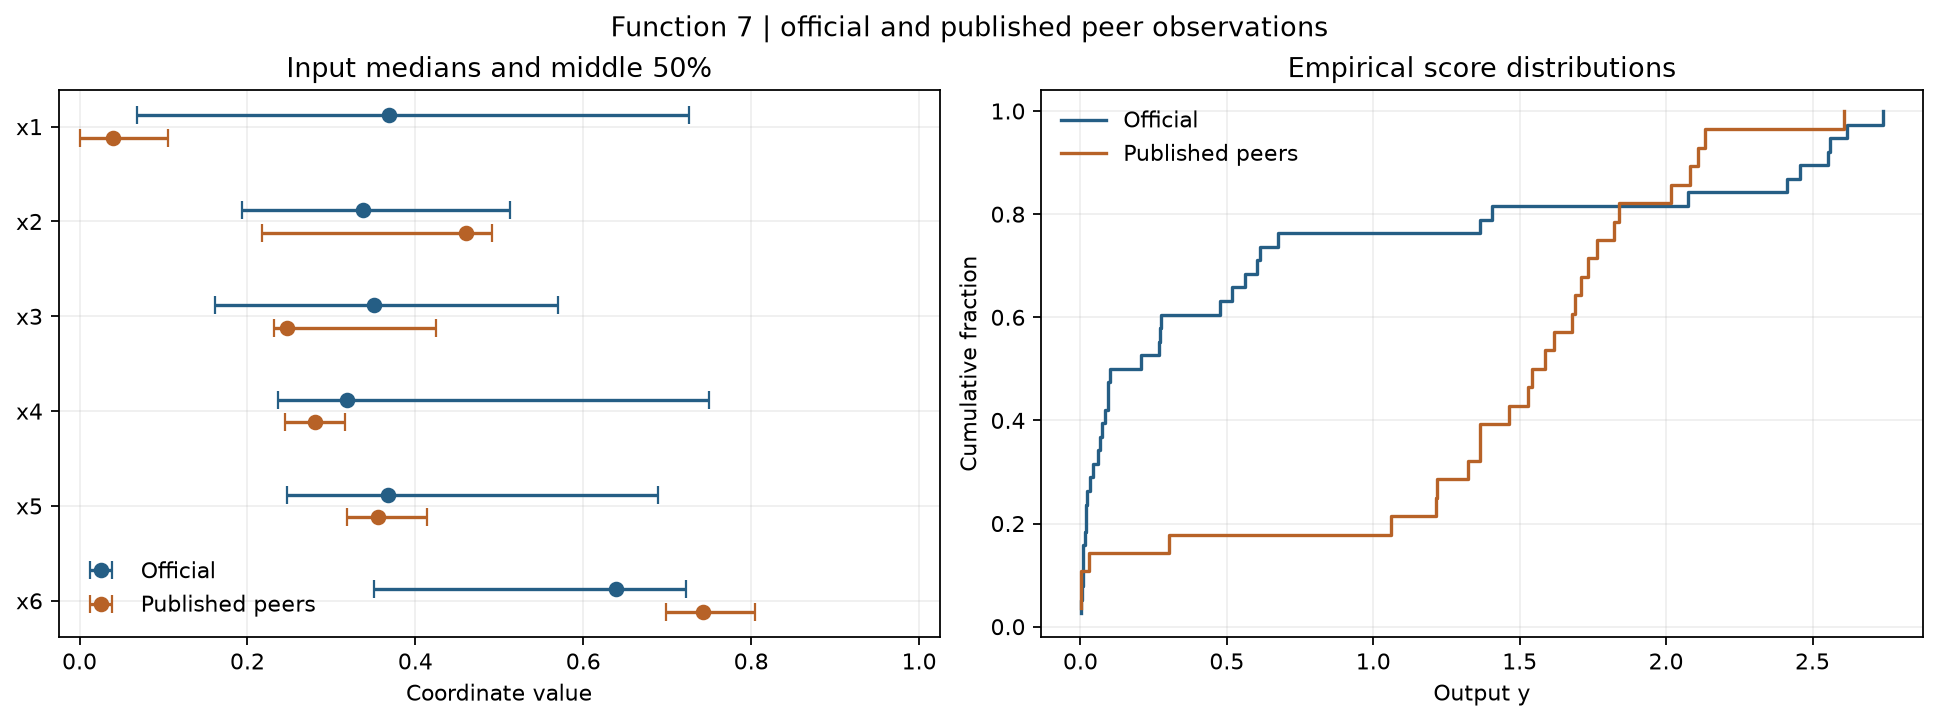 Function 7 | official and published peer observations
Input medians and middle 50%
x1
x2
x3
x4
x5
x6
Official
Published peers
0.0 0.2 0.4 0.6 0.8 1.0
Coordinate value
Empirical score distributions
Official
Published peers
Cumulative fraction
1.0
0.8
0.6
0.4
0.2
0.0
0.0 0.5 1.0 1.5 2.0 2.5
Output y